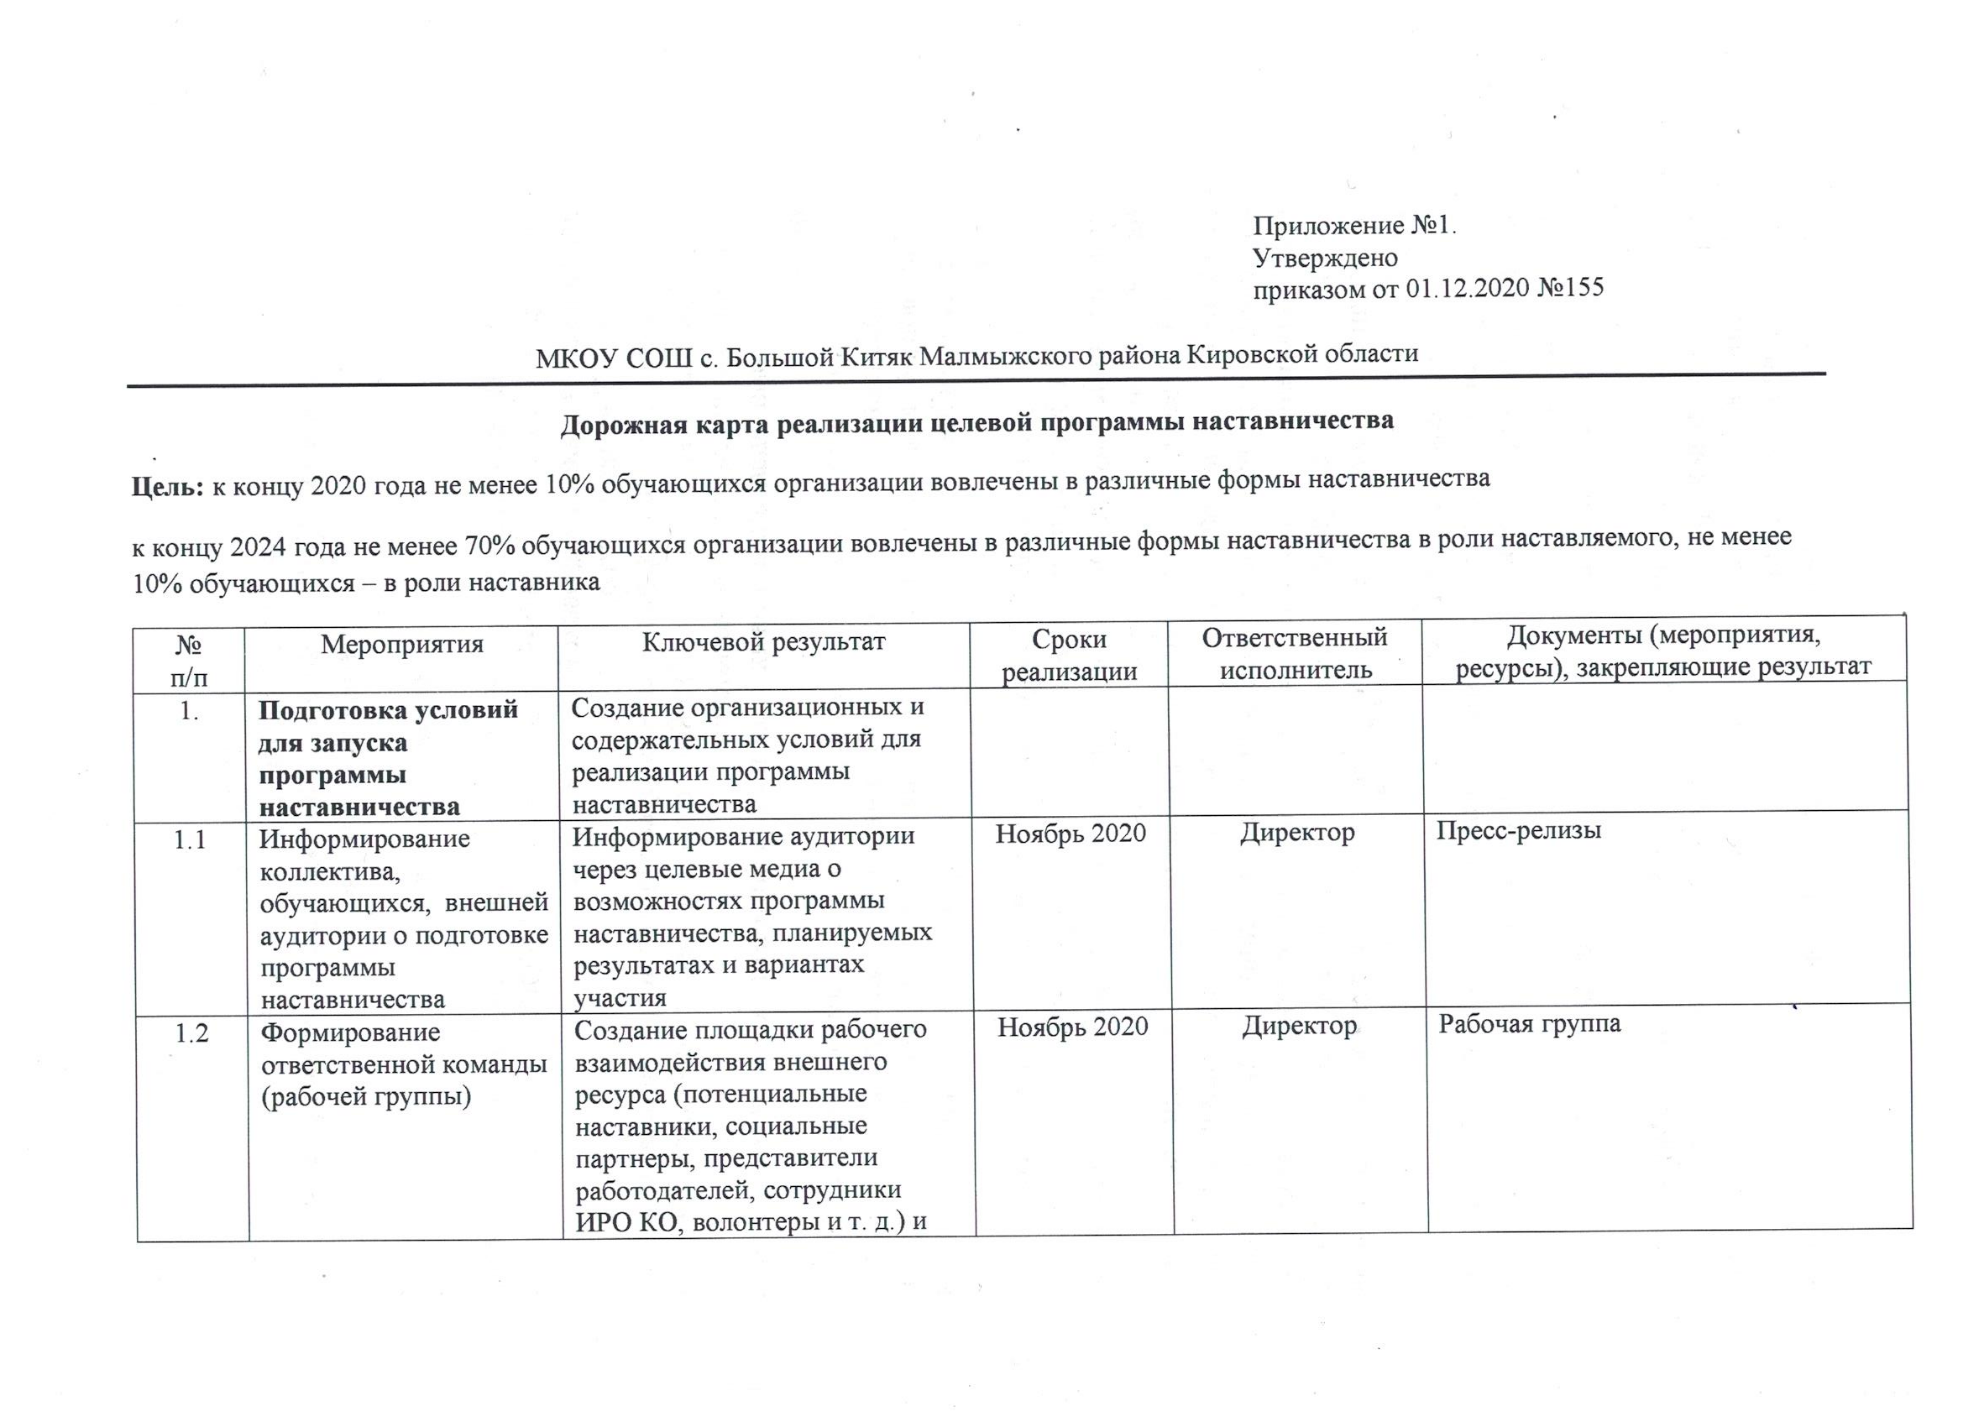 Приложение №1.
Утверждено
приказом от 01.12.2020 №155
МКОУ СОШ с. Большой Китяк Малмыжского района Кировской области
Дорожная карта реализации целевой программы наставничества
Цель: к концу 2020 года не менее 10% обучающихся организации вовлечены в различные формы наставничества
к концу 2024 года не менее 70% обучающихся организации вовлечены в различные формы наставничества в роли наставляемого, не менее
10% обучающихся – в роли наставника
№
п/п
Мероприятия
Ключевой результат
Сроки
реализации
Ответственный
исполнитель
Документы (мероприятия,
ресурсы), закрепляющие результат
1.
Подготовка условий
для запуска
программы
наставничества
Создание организационных и
содержательных условий для
реализации программы
наставничества
1.1
Информирование
коллектива,
обучающихся, внешней
аудитории о подготовке
программы
наставничества
Информирование аудитории
через целевые медиа о
возможностях программы
наставничества, планируемых
результатах и вариантах
участия
Ноябрь 2020
Директор
Пресс-релизы
1.2
Формирование
ответственной команды
(рабочей группы)
Создание площадки рабочего
взаимодействия внешнего
ресурса (потенциальные
наставники, социальные
партнеры, представители
работодателей, сотрудники
ИРО КО, волонтеры и т. д.) и
Ноябрь 2020
Директор
Рабочая группа